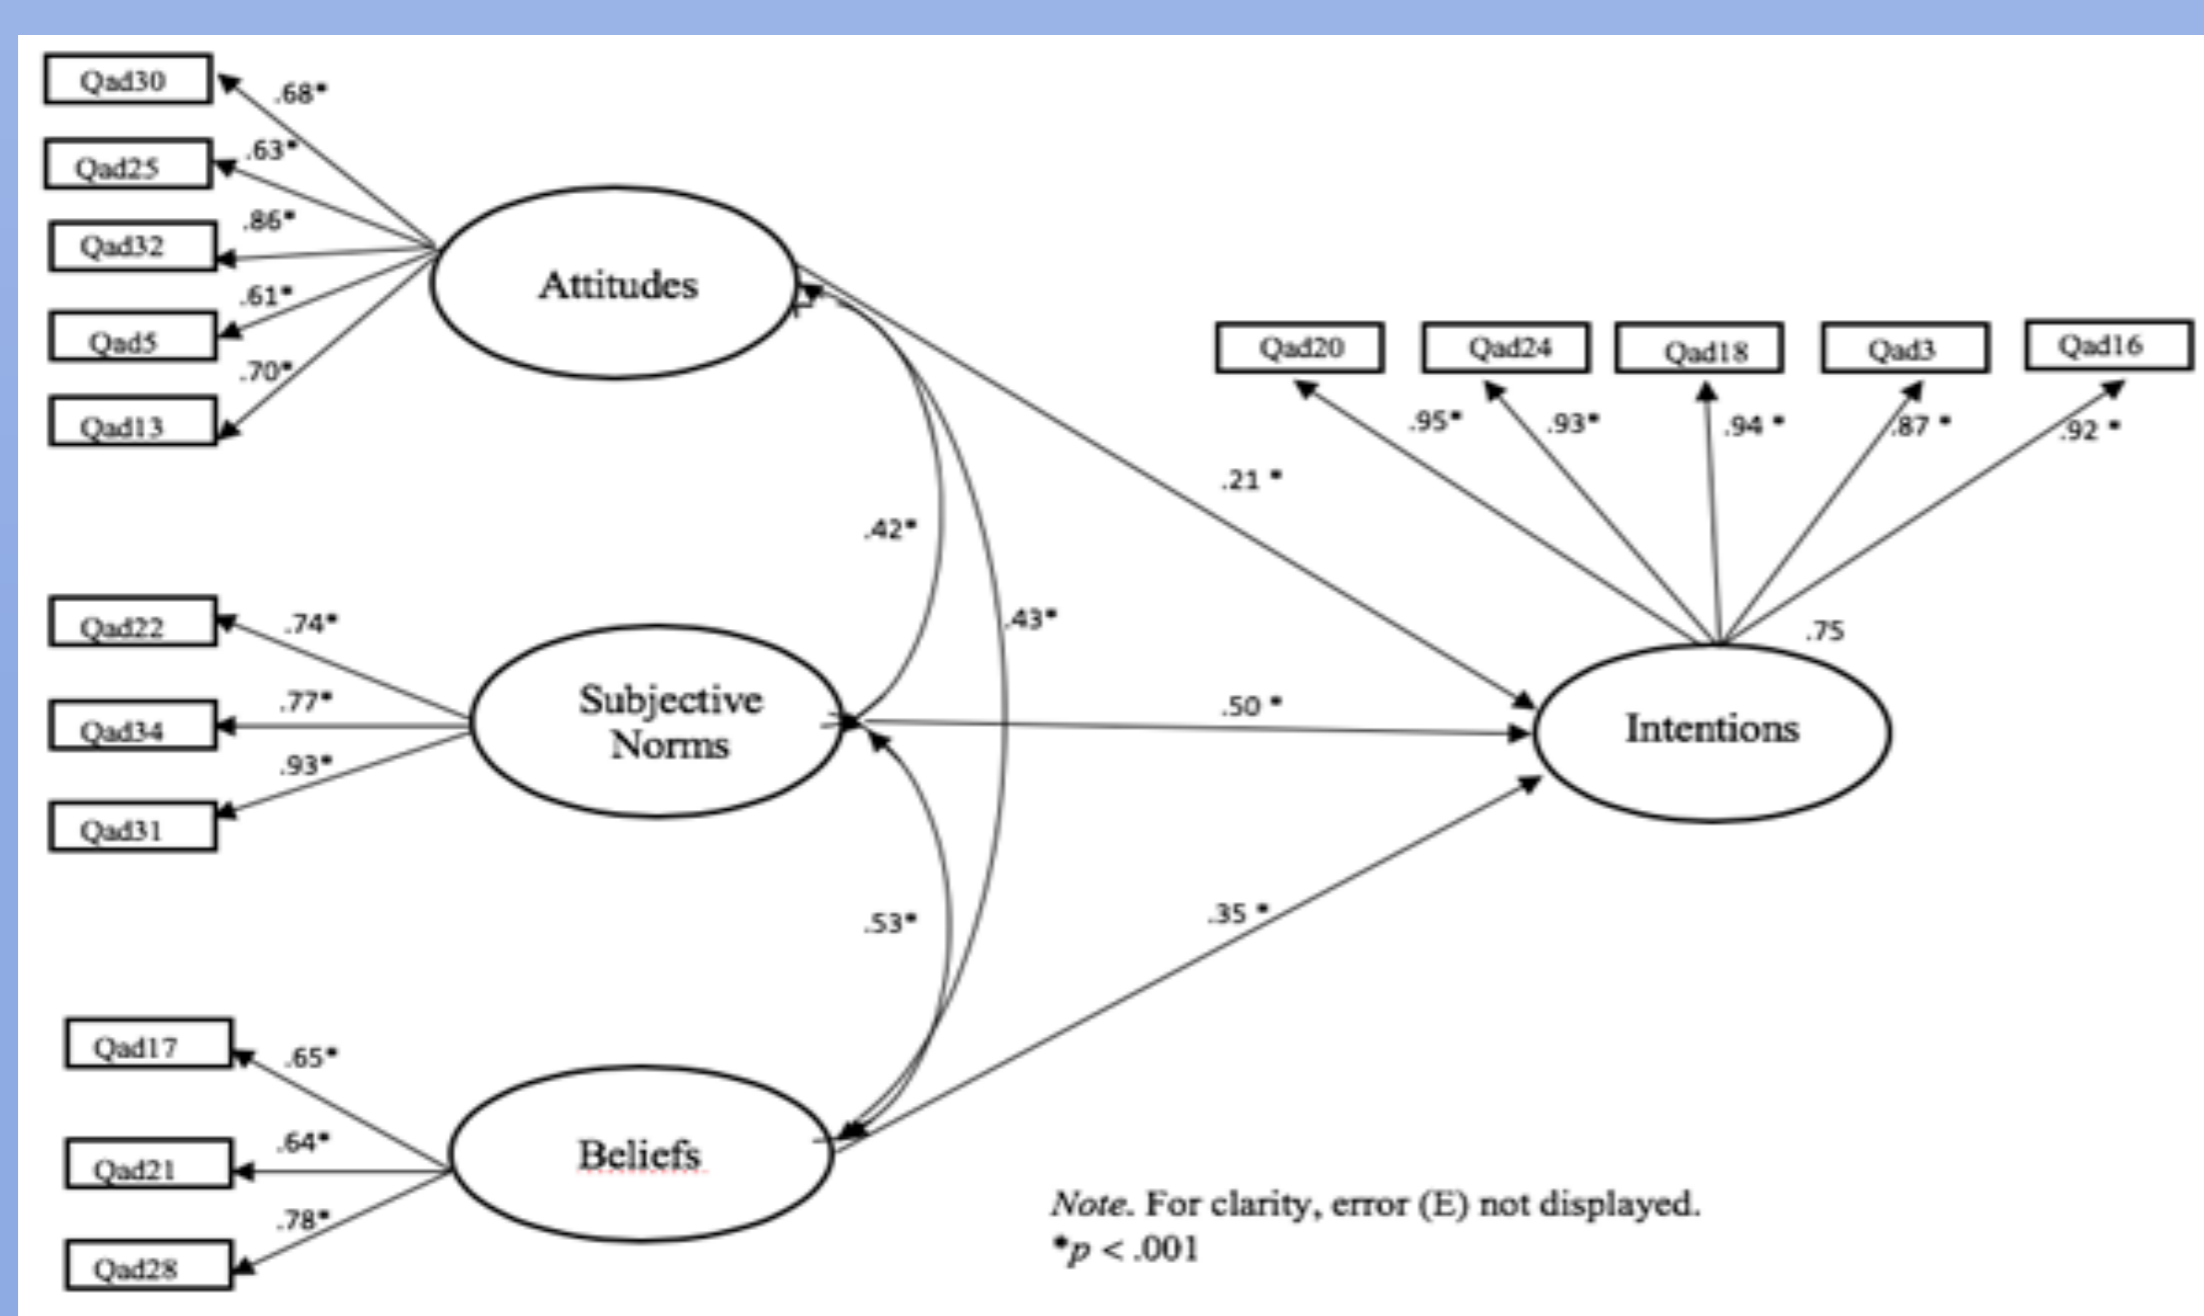 Qad30
.68*
Qad25
.63*
Qad32
.86*
Qad5
.61*
Qad13
.70*
Attitudes
Qad20
Qad24
Qad18
Qad3
Qad16
.95*
.93*
.94 *
.87 *
.92 *
.21 *
.42*
.43*
Qad22
.74*
Qad34
.77*
Qad31
.93*
Subjective
Norms
.50 *
.75
Intentions
.53*
.35 *
Qad17
.65*
Qad21
.64*
Qad28
.78*
Beliefs
Note. For clarity, error (E) not displayed.
*p < .001